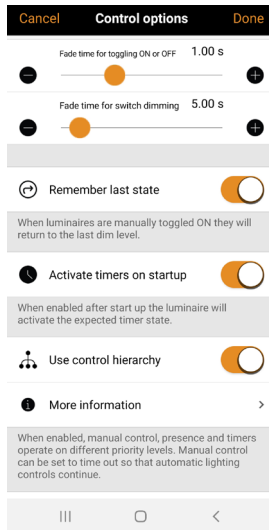 Cancel Control options Done
Fade time for toggling ON or OFF 1.00 s
Fade time for switch dimming 5.00 s
Remember last state
When luminaires are manually toggled ON they will
return to the last dim level.
Activate timers on startup
When enabled after start up the luminaire will
activate the expected timer state.
Use control hierarchy
More information
When enabled, manual control, presence and timers
operate on different priority levels. Manual control
can be set to time out so that automatic lighting
controls continue.